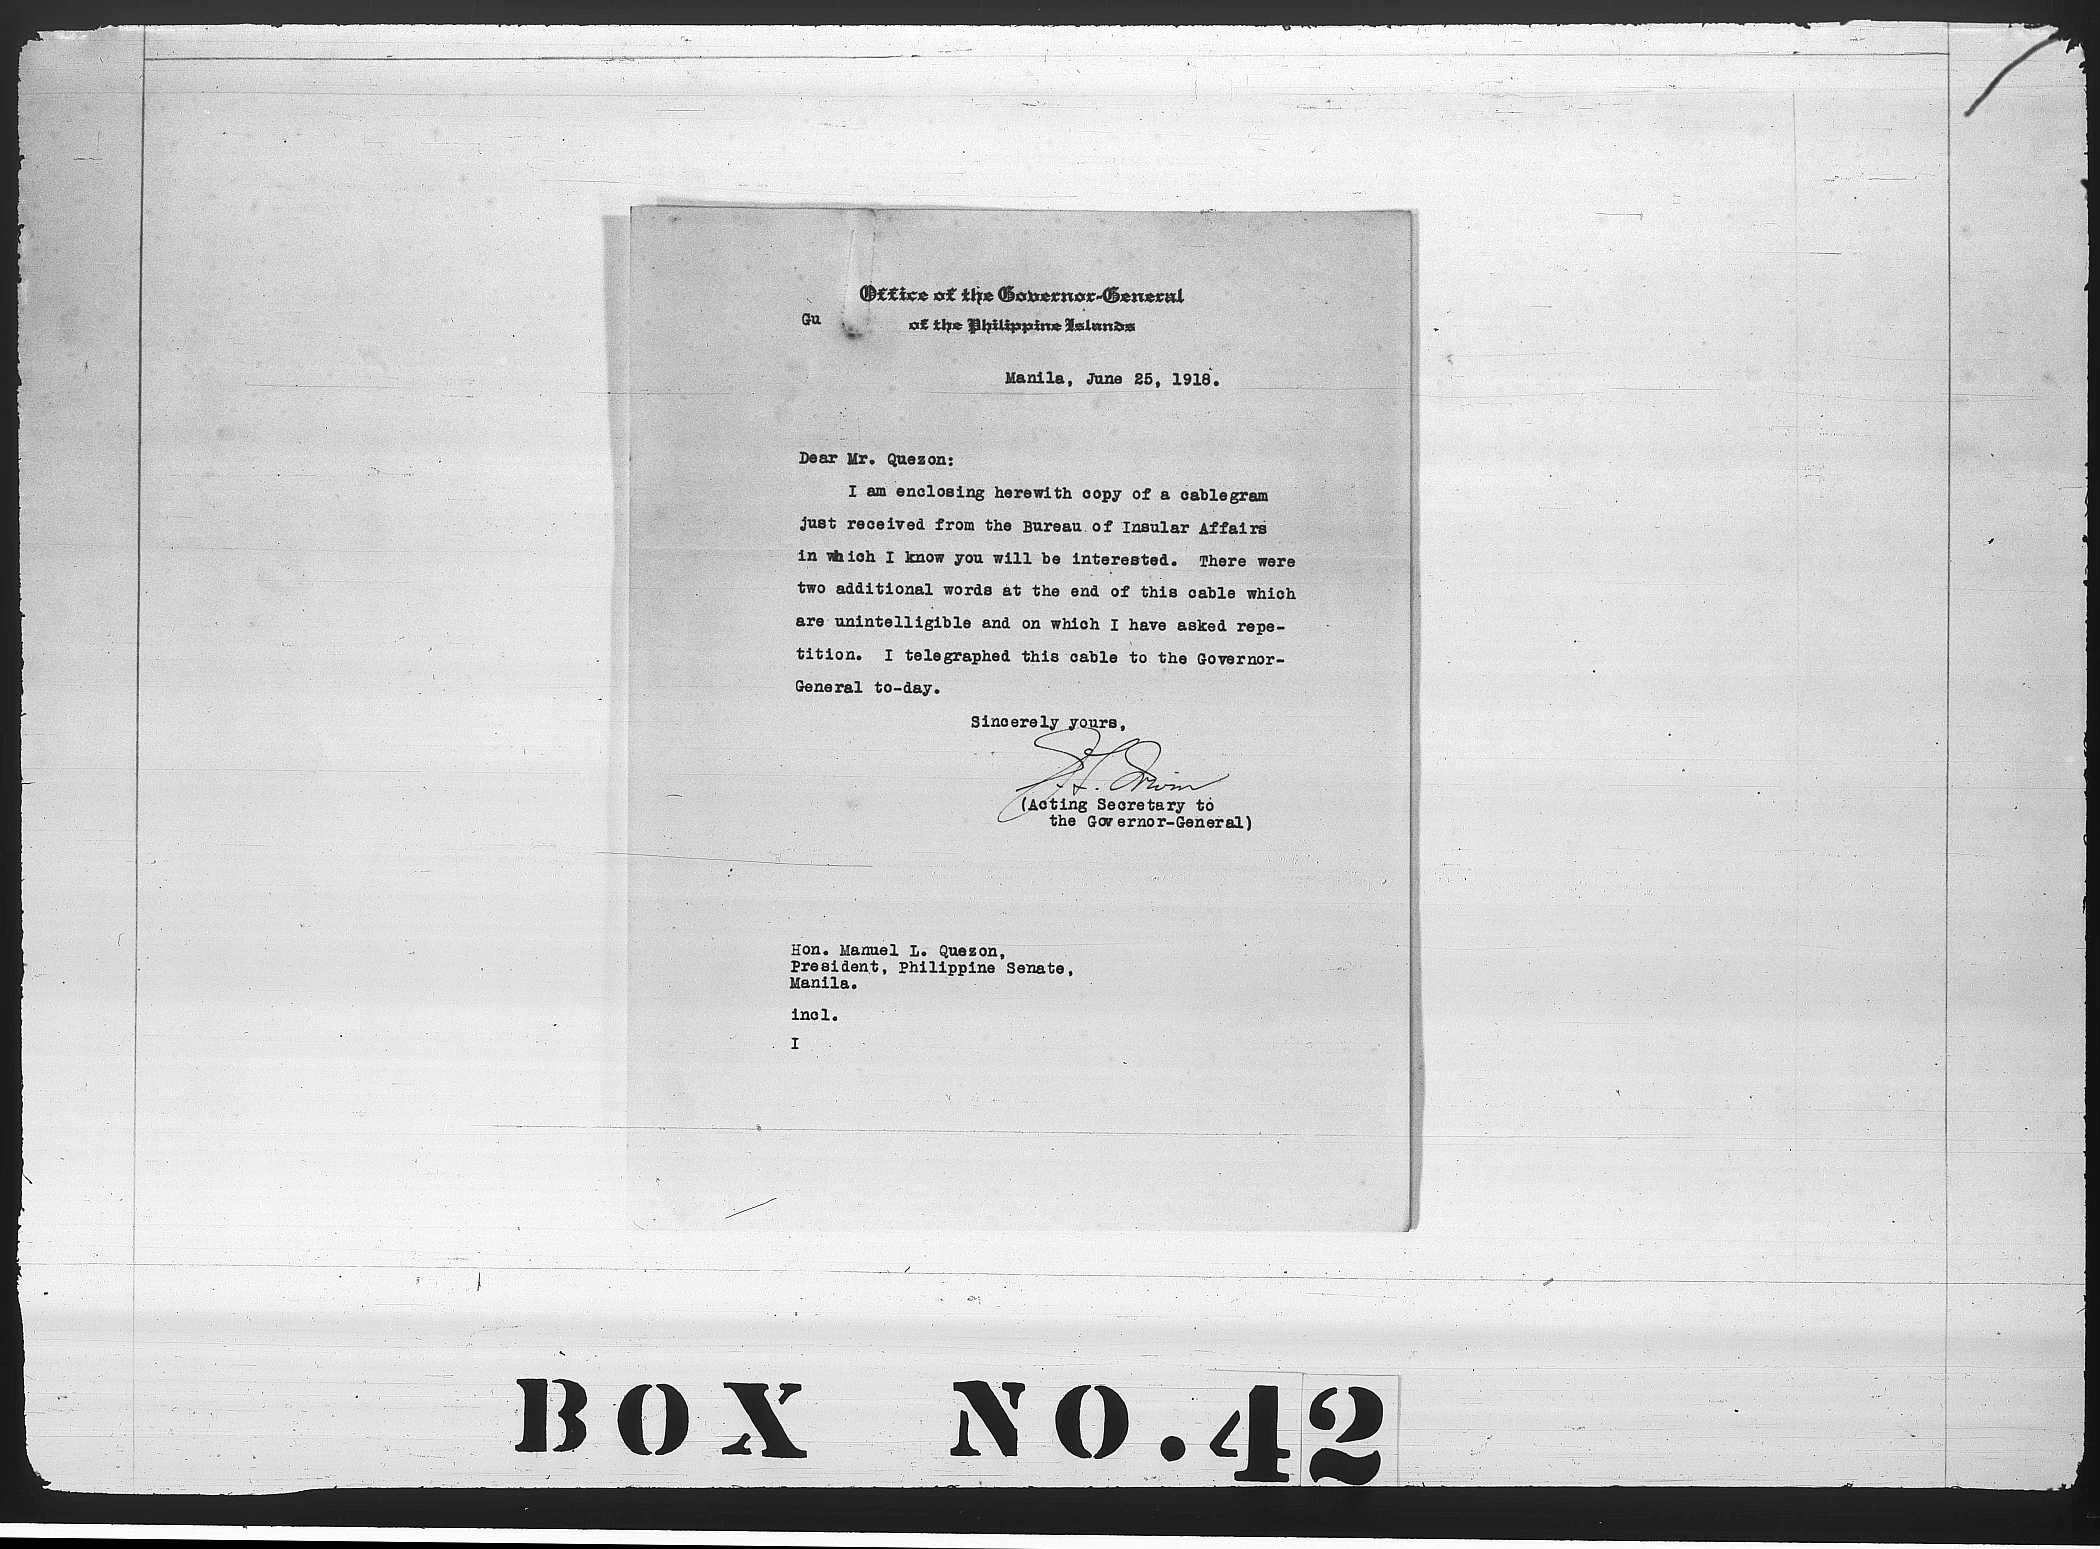 Office of the Governor-General
Gu
of the Philippine Islands
Manila, June 25, 1918.
Dear Mr. Quezon:
I am enclosing herewith copy of a cablegram
just received from the Bureau of Insular Affairs
in which I know you will be interested. There were
two additional words at the end of this cable which
are unintelligible and on which I have asked repe-
tition. I telegraphed this cable to the Governor-
General to-day.
Sincerely yours,
(Acting Secretary to
the Governor-General)
Hon. Manuel L. Quezon,
President, Philippine Senate,
Manila.
incl.
I
BOX NO.42